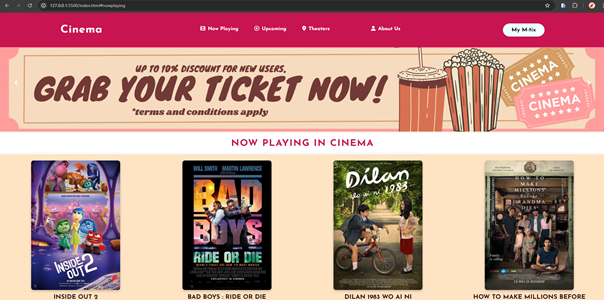 127.0.0.1:5500/index.html#nowplaying
Cinema
Now Playing
Upcoming
Theaters
About Us
My M-tix
UP TO 10% DISCOUNT FOR NEW USERS,
GRAB YOUR TICKET NOW!
*terms and conditions apply
CINEMA
CINEMA
NOW PLAYING IN CINEMA
INSIDE OUT 2
WILL SMITH MARTIN LAWRENCE
BAD
BOYS
RIDE OR DIE
Dilan
wo ai ni 1983
HOW TO
MAKE
MILLIONS
Before
GRANDMA
DIES
INSIDE OUT 2
BAD BOYS : RIDE OR DIE
DILAN 1983 WO AI NI
HOW TO MAKE MILLIONS BEFORE